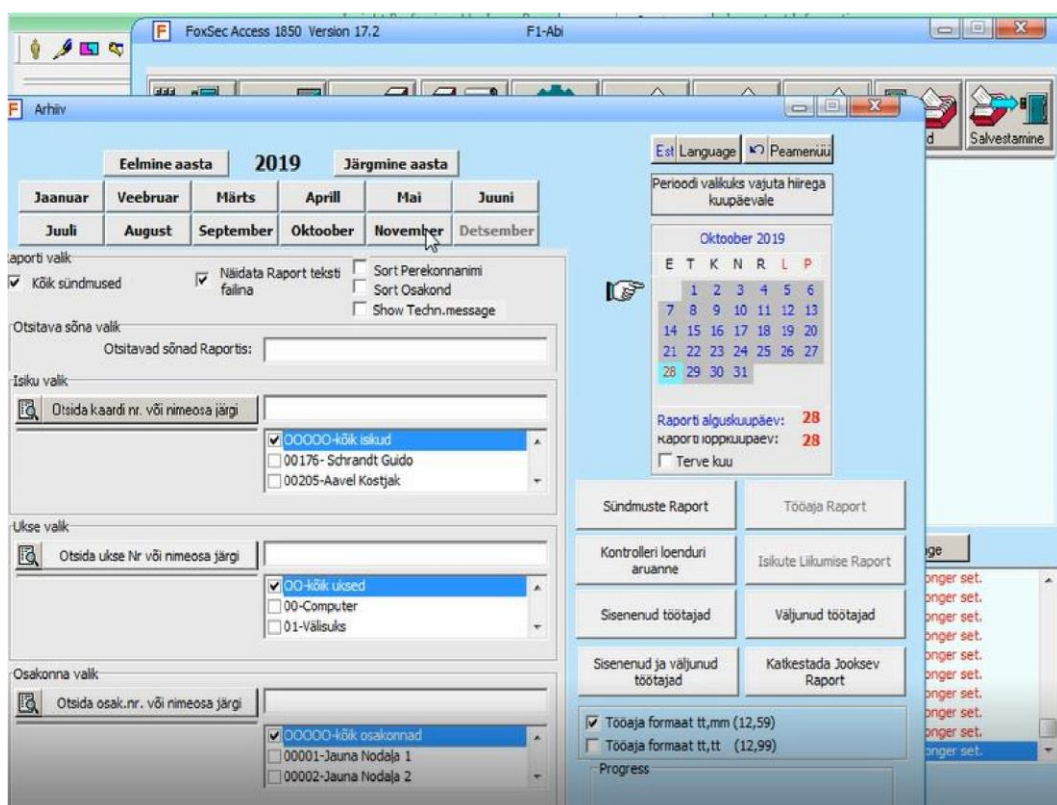 FoxSec Access 1850 Version 17.2 F1-Abi
Arhiiv
Salvestamine
Eelmine aasta 2019 Järgmine aasta
Jaanuar Veebruar Märts Aprill Mai Juuni
Juuli August September Oktoober November Detsember
Est Language Peamenüü
Perioodi valikuks vajuta hiirega
kuupäevale
Oktoober 2019
E T K N R L P
1 2 3 4 5 6
7 8 9 10 11 12 13
14 15 16 17 18 19 20
21 22 23 24 25 26 27
28 29 30 31
Raporti alguskuupäev: 28
Raporti loppkuupäev: 28
Terve kuu
aporti valik
Kõik sündmused
Näidata Raport teksti
failina
Sort Perekonnanimi
Sort Osakond
Show Techn.message
Otsitava sõna valik
Otsitavad sõnad Raportis:
Isiku valik
Otsida kaardi nr. või nimeosa järgi
00000-kõik isikud
00176- Schrandt Guido
00205-Aavel Kostjak
Ukse valik
Otsida ukse Nr või nimeosa järgi
00-kõik uksed
00-Computer
01-Välisuks
Osakonna valik
Otsida osak.nr. või nimeosa järgi
00000-kõik osakonnad
00001-Jauna Nodaļa 1
00002-Jauna Nodaļa 2
Sündmuste Raport Tööaja Raport
Kontrolleri loenduri
aruanne
Isikute Liikumise Raport
Sisenenud töötajad Väljunud töötajad
Sisenenud ja väljunud
töötajad
Katkestada Jooksev
Raport
Tööaja formaat tt,mm (12,59)
Tööaja formaat tt,tt (12,99)
Progress
ge
onger set.
onger set.
onger set.
onger set.
onger set.
onger set.
onger set.
onger set.
onger set.
onger set.